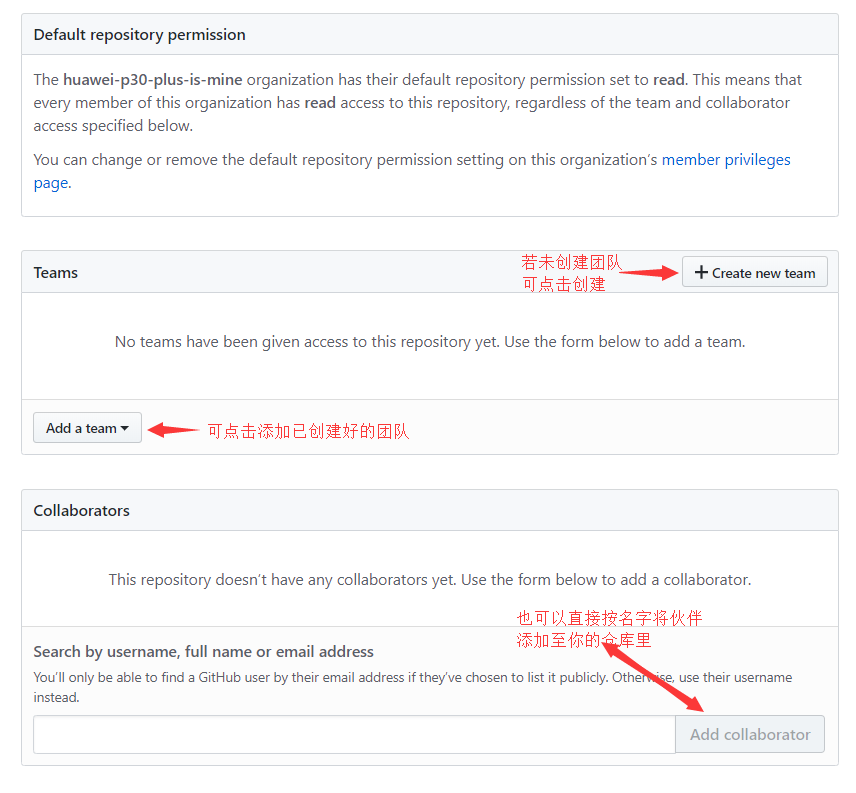 Default repository permission
The huawei-p30-plus-is-mine organization has their default repository permission set to read. This means that
every member of this organization has read access to this repository, regardless of the team and collaborator
access specified below.
You can change or remove the default repository permission setting on this organization's member privileges
page.
Teams
若未创建团队
可点击创建
Create new team
No teams have been given access to this repository yet. Use the form below to add a team.
Add a team
可点击添加已创建好的团队
Collaborators
This repository doesn't have any collaborators yet. Use the form below to add a collaborator.
也可以直接按名字将伙伴
添加至你的仓库里
Search by username, full name or email address
You'll only be able to find a GitHub user by their email address if they've chosen to list it publicly. Otherwise, use their username
instead.
Add collaborator